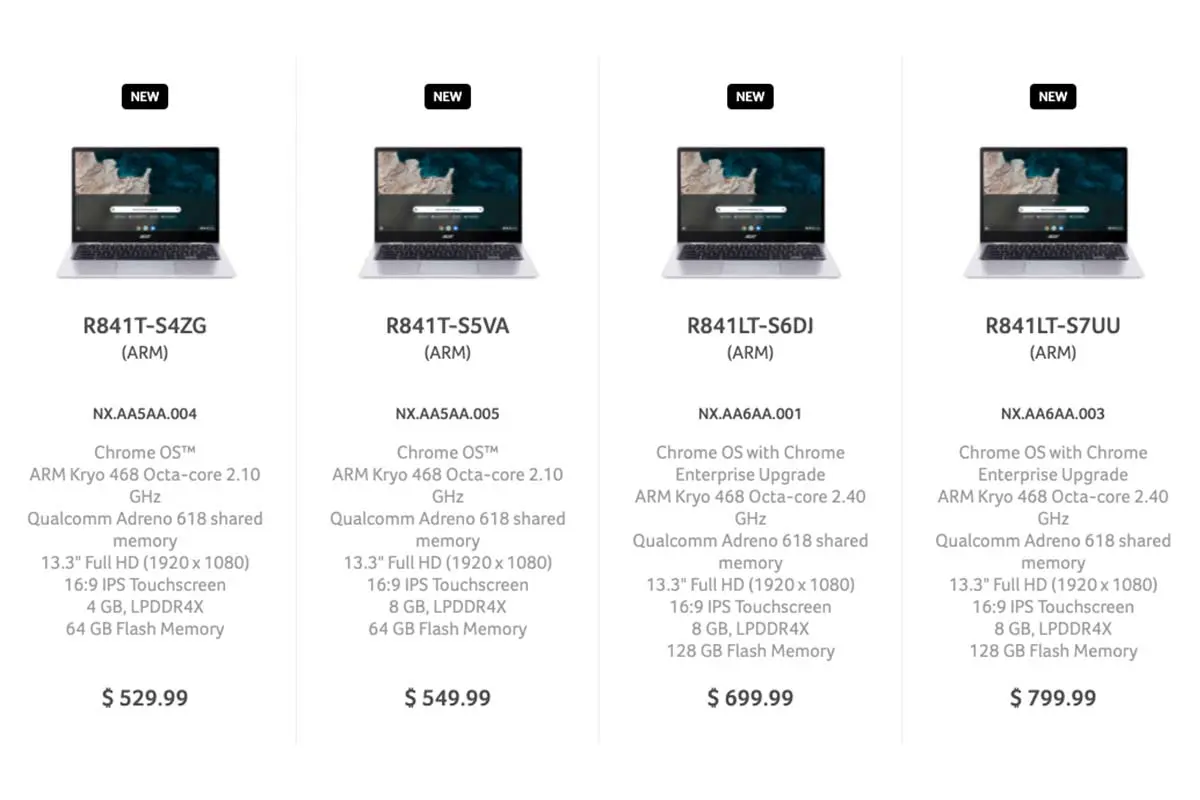 NEW
R841T-S4ZG
(ARM)
NX.AA5AA.004
Chrome OS™
ARM Kryo 468 Octa-core 2.10
GHz
Qualcomm Adreno 618 shared
memory
13.3" Full HD (1920 x 1080)
16:9 IPS Touchscreen
4 GB, LPDDR4X
64 GB Flash Memory
$ 529.99
NEW
R841T-S5VA
(ARM)
NX.AA5AA.005
Chrome OS™
ARM Kryo 468 Octa-core 2.10
GHz
Qualcomm Adreno 618 shared
memory
13.3" Full HD (1920 x 1080)
16:9 IPS Touchscreen
8 GB, LPDDR4X
64 GB Flash Memory
$ 549.99
NEW
R841LT-S6DJ
(ARM)
NX.AA6AA.001
Chrome OS with Chrome
Enterprise Upgrade
ARM Kryo 468 Octa-core 2.40
GHz
Qualcomm Adreno 618 shared
memory
13.3" Full HD (1920 x 1080)
16:9 IPS Touchscreen
8 GB, LPDDR4X
128 GB Flash Memory
$ 699.99
NEW
R841LT-S7UU
(ARM)
NX.AA6AA.003
Chrome OS with Chrome
Enterprise Upgrade
ARM Kryo 468 Octa-core 2.40
GHz
Qualcomm Adreno 618 shared
memory
13.3" Full HD (1920 x 1080)
16:9 IPS Touchscreen
8 GB, LPDDR4X
128 GB Flash Memory
$ 799.99